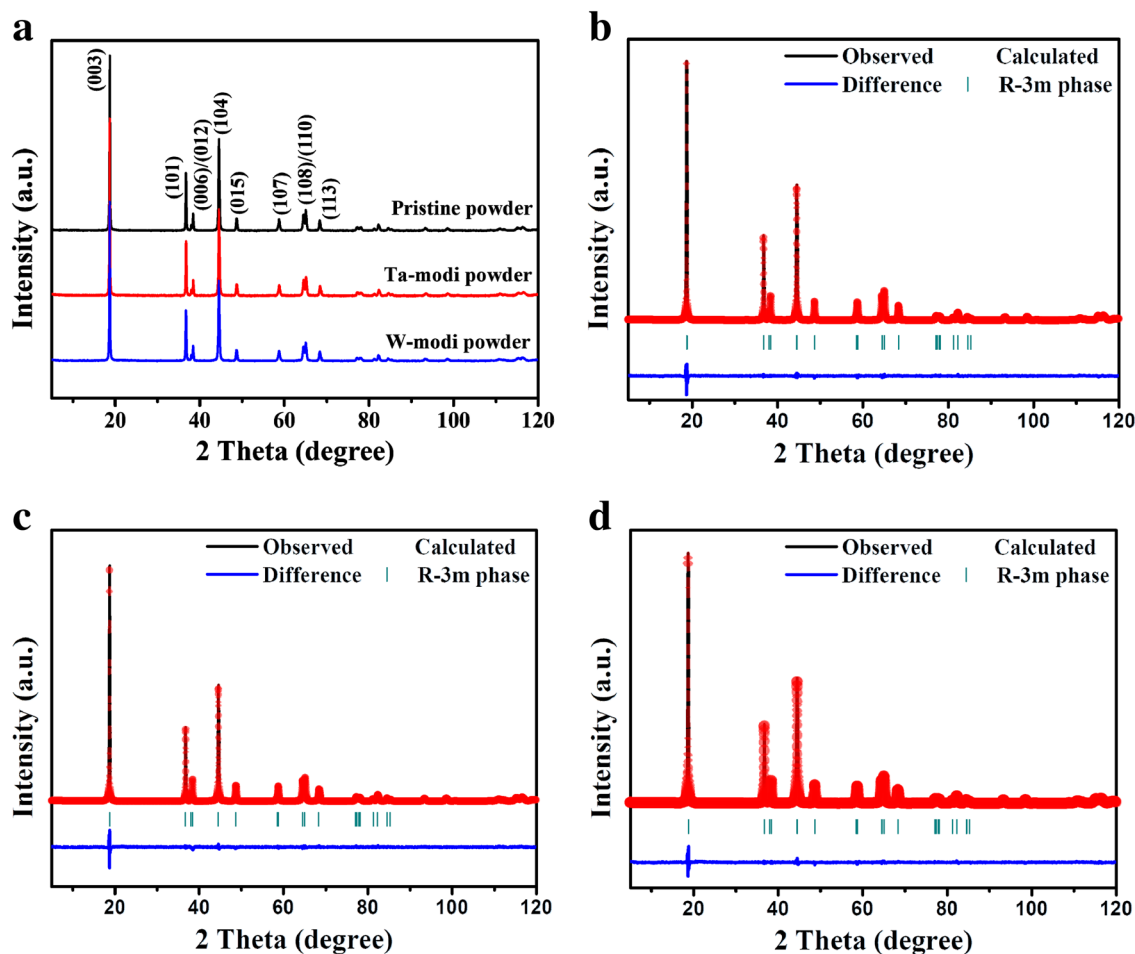 a
(003)
(101)
(006)/(012)
(104)
(015)
(107)
(108)/(110)
(113)
Pristine powder
Ta-modi powder
W-modi powder
Intensity (a.u.)
20 40 60 80 100 120
2 Theta (degree)
b
Observed Calculated
Difference R-3m phase
Intensity (a.u.)
20 40 60 80 100 120
2 Theta (degree)
c
Observed Calculated
Difference R-3m phase
Intensity (a.u.)
20 40 60 80 100 120
2 Theta (degree)
d
Observed Calculated
Difference R-3m phase
Intensity (a.u.)
20 40 60 80 100 120
2 Theta (degree)